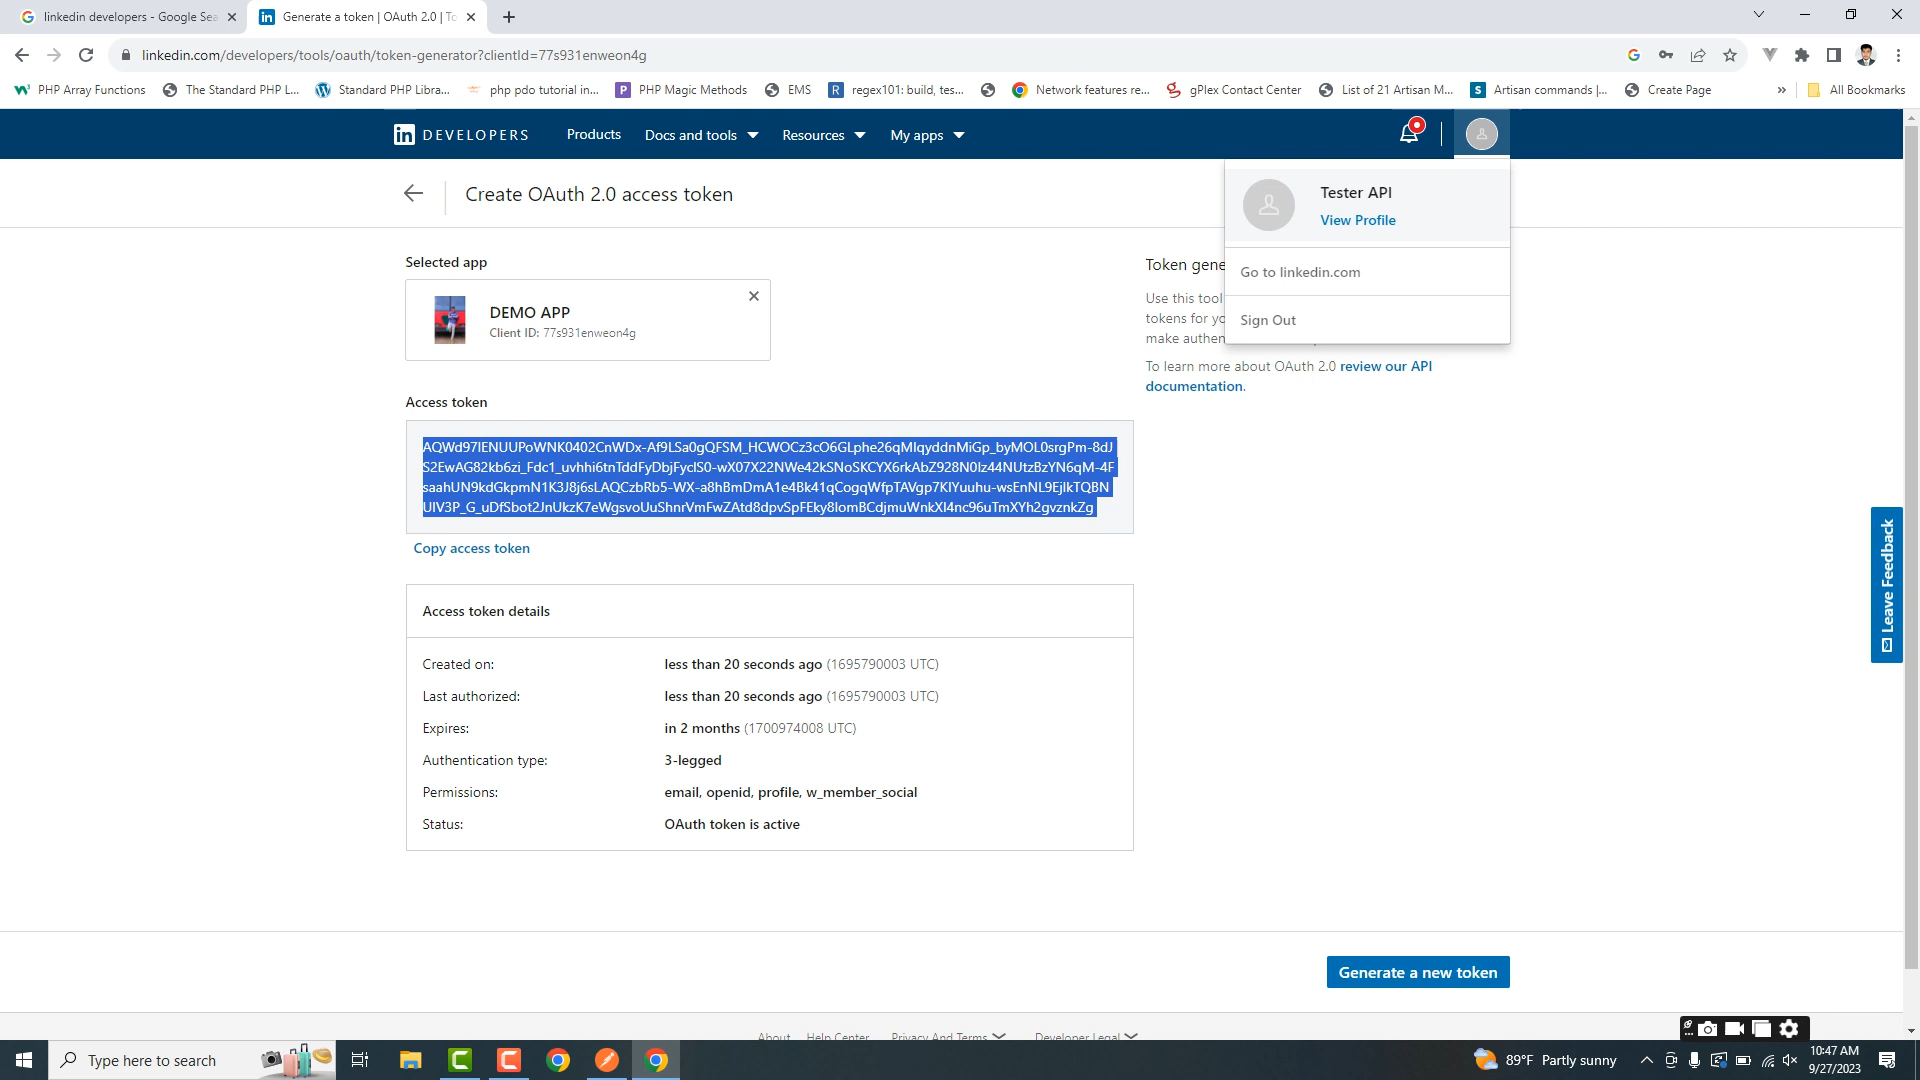 linkedin developers - Google Sea
Generate a token | OAuth 2.0 | To
linkedin.com/developers/tools/oauth/token-generator?clientId=77s931enweon4g
PHP Array Functions
The Standard PHP L...
Standard PHP Libra...
php pdo tutorial in...
PHP Magic Methods
EMS
regex101: build, tes...
Network features re...
gPlex Contact Center
List of 21 Artisan M...
Artisan commands |...
Create Page
»
All Bookmarks
in DEVELOPERS
Products
Docs and tools
Resources
My apps
Create OAuth 2.0 access token
Tester API
View Profile
Go to linkedin.com
Sign Out
Selected app
DEMO APP
Client ID: 77s931enweon4g
Token gene
Use this tool
tokens for yo
make authen
To learn more about OAuth 2.0 review our API
documentation.
Access token
Copy access token
Access token details
Created on: less than 20 seconds ago (1695790003 UTC)
Last authorized: less than 20 seconds ago (1695790003 UTC)
Expires: in 2 months (1700974008 UTC)
Authentication type: 3-legged
Permissions: email, openid, profile, w_member_social
Status: OAuth token is active
Leave Feedback
Generate a new token
About
Help Center
Privacy And Terms
Developer Legal
Type here to search
89°F Partly sunny
10:47 AM
9/27/2023